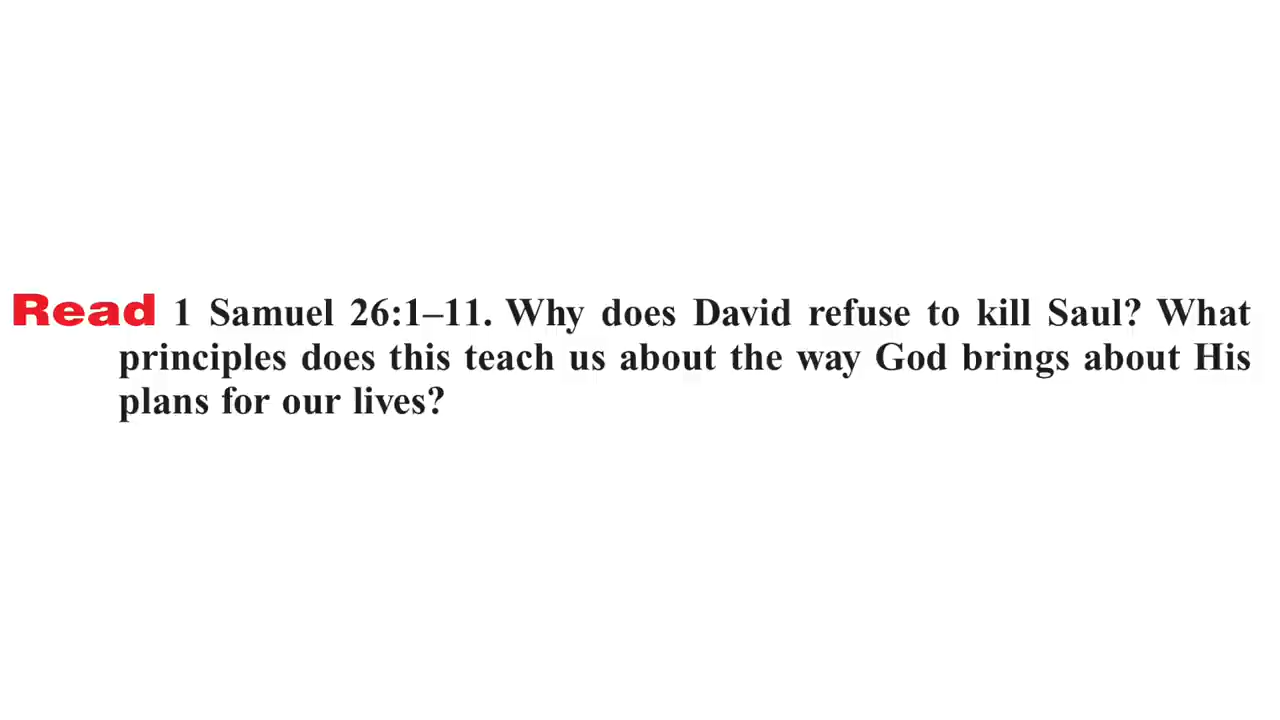 Read 1 Samuel 26:1–11. Why does David refuse to kill Saul? What
principles does this teach us about the way God brings about His
plans for our lives?